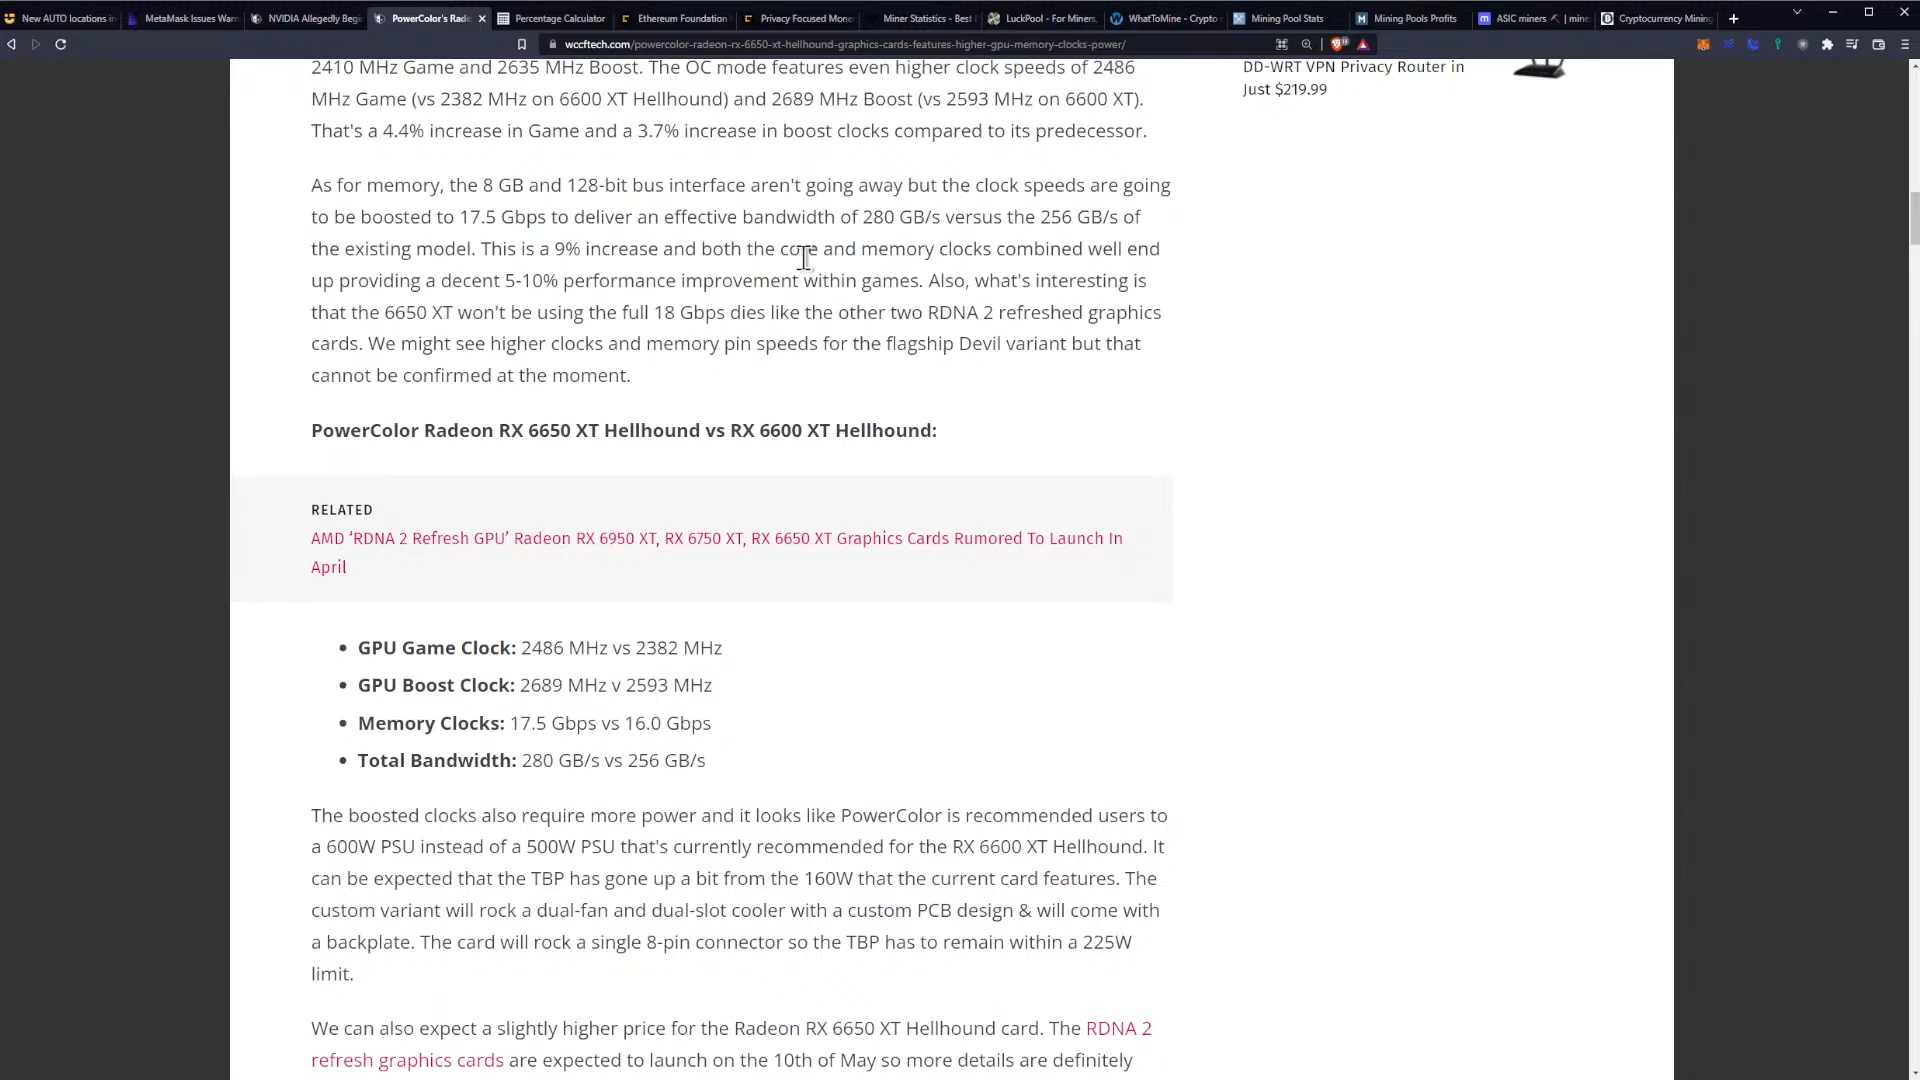 New AUTO locations in
MetaMask Issues Warn
NVIDIA Allegedly Begi
PowerColor's Rade
Percentage Calculator
Ethereum Foundation
Privacy Focused Mone
Miner Statistics - Best
LuckPool - For Miners,
WhatToMine - Crypto
Mining Pool Stats
Mining Pools Profits
ASIC miners
mine
Cryptocurrency Mining
wccftech.com/powercolor-radeon-rx-6650-xt-hellhound-graphics-cards-features-higher-gpu-memory-clocks-power/
2410 MHz Game and 2635 MHz Boost. The OC mode features even higher clock speeds of 2486
MHz Game (vs 2382 MHz on 6600 XT Hellhound) and 2689 MHz Boost (vs 2593 MHz on 6600 XT).
That's a 4.4% increase in Game and a 3.7% increase in boost clocks compared to its predecessor.
DD-WRT VPN Privacy Router in
Just $219.99
As for memory, the 8 GB and 128-bit bus interface aren't going away but the clock speeds are going
to be boosted to 17.5 Gbps to deliver an effective bandwidth of 280 GB/s versus the 256 GB/s of
the existing model. This is a 9% increase and both the core and memory clocks combined well end
up providing a decent 5-10% performance improvement within games. Also, what's interesting is
that the 6650 XT won't be using the full 18 Gbps dies like the other two RDNA 2 refreshed graphics
cards. We might see higher clocks and memory pin speeds for the flagship Devil variant but that
cannot be confirmed at the moment.
PowerColor Radeon RX 6650 XT Hellhound vs RX 6600 XT Hellhound:
RELATED
AMD ‘RDNA 2 Refresh GPU’ Radeon RX 6950 XT, RX 6750 XT, RX 6650 XT Graphics Cards Rumored To Launch In
April
• GPU Game Clock: 2486 MHz vs 2382 MHz
• GPU Boost Clock: 2689 MHz v 2593 MHz
• Memory Clocks: 17.5 Gbps vs 16.0 Gbps
• Total Bandwidth: 280 GB/s vs 256 GB/s
The boosted clocks also require more power and it looks like PowerColor is recommended users to
a 600W PSU instead of a 500W PSU that's currently recommended for the RX 6600 XT Hellhound. It
can be expected that the TBP has gone up a bit from the 160W that the current card features. The
custom variant will rock a dual-fan and dual-slot cooler with a custom PCB design & will come with
a backplate. The card will rock a single 8-pin connector so the TBP has to remain within a 225W
limit.
We can also expect a slightly higher price for the Radeon RX 6650 XT Hellhound card. The RDNA 2
refresh graphics cards are expected to launch on the 10th of May so more details are definitely